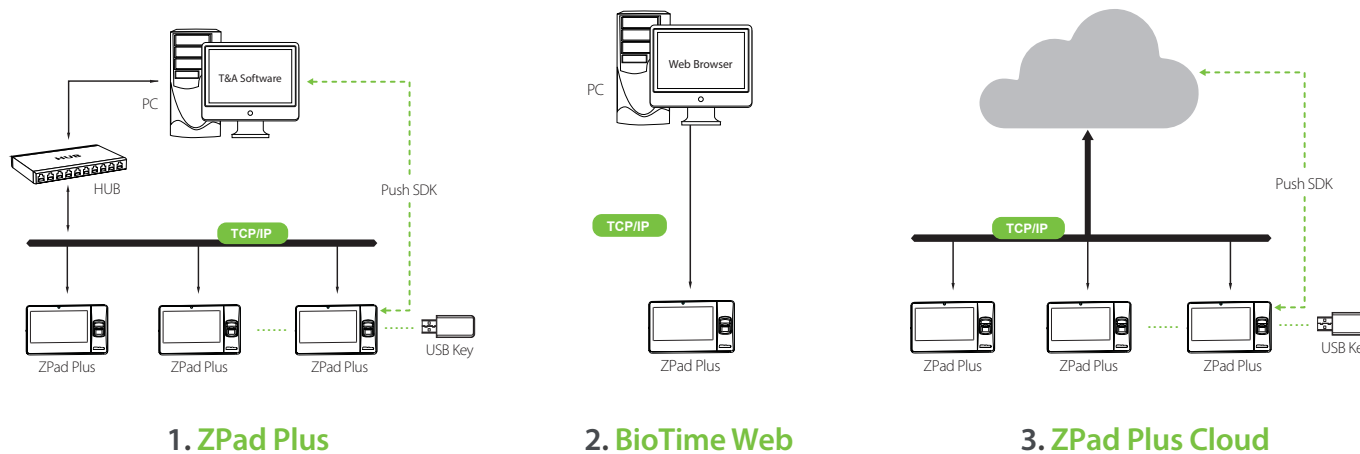 T&A Software
PC
HUB
HUB
Push SDK
TCP/IP
ZPad Plus
ZPad Plus
ZPad Plus
USB Key
1. ZPad Plus
Web Browser
PC
TCP/IP
ZPad Plus
2. BioTime Web
Push SDK
TCP/IP
ZPad Plus
ZPad Plus
ZPad Plus
USB Ke
3. ZPad Plus Cloud